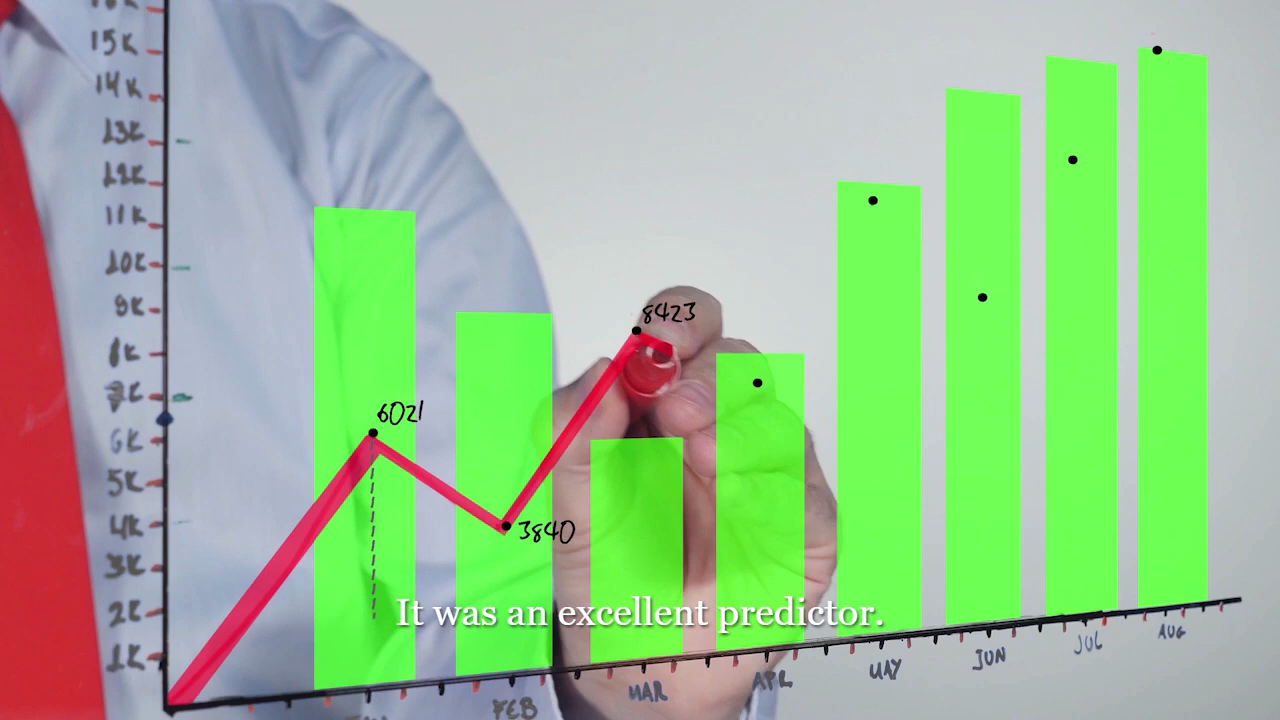 15K
14K
13K
12K
11K
10K
9K
8K
7K
6K
5K
4K
3K
2K
1K
6021
3840
8423
FEB
MAR
APR
MAY
JUN
JUL
AUG
It was an excellent predictor.